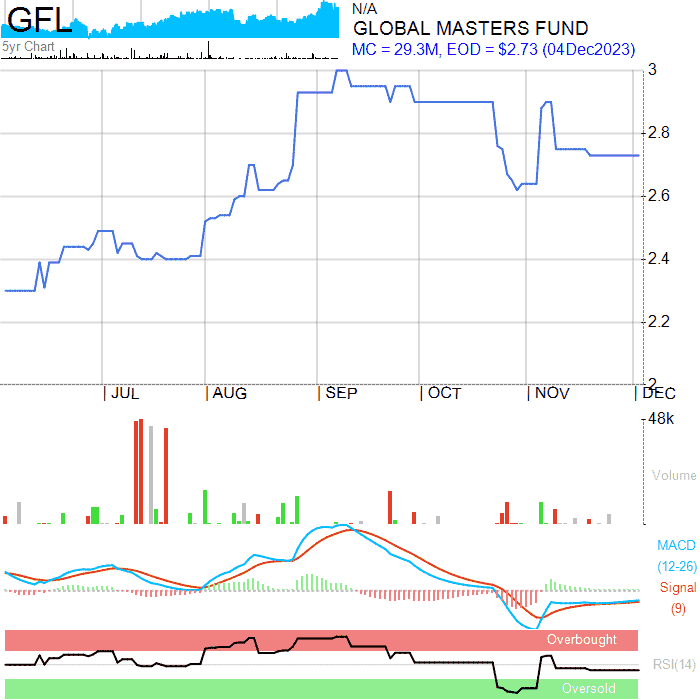 GFL
N/A
GLOBAL MASTERS FUND
5yr Chart
MC = 29.3M, EOD = $2.73 (04Dec2023)
3
2.8
2.6
2.4
2.2
2
JUL AUG SEP OCT NOV DEC
48k
Volume
MACD
(12-26)
Signal
(9)
Overbought
RSI(14)
Oversold